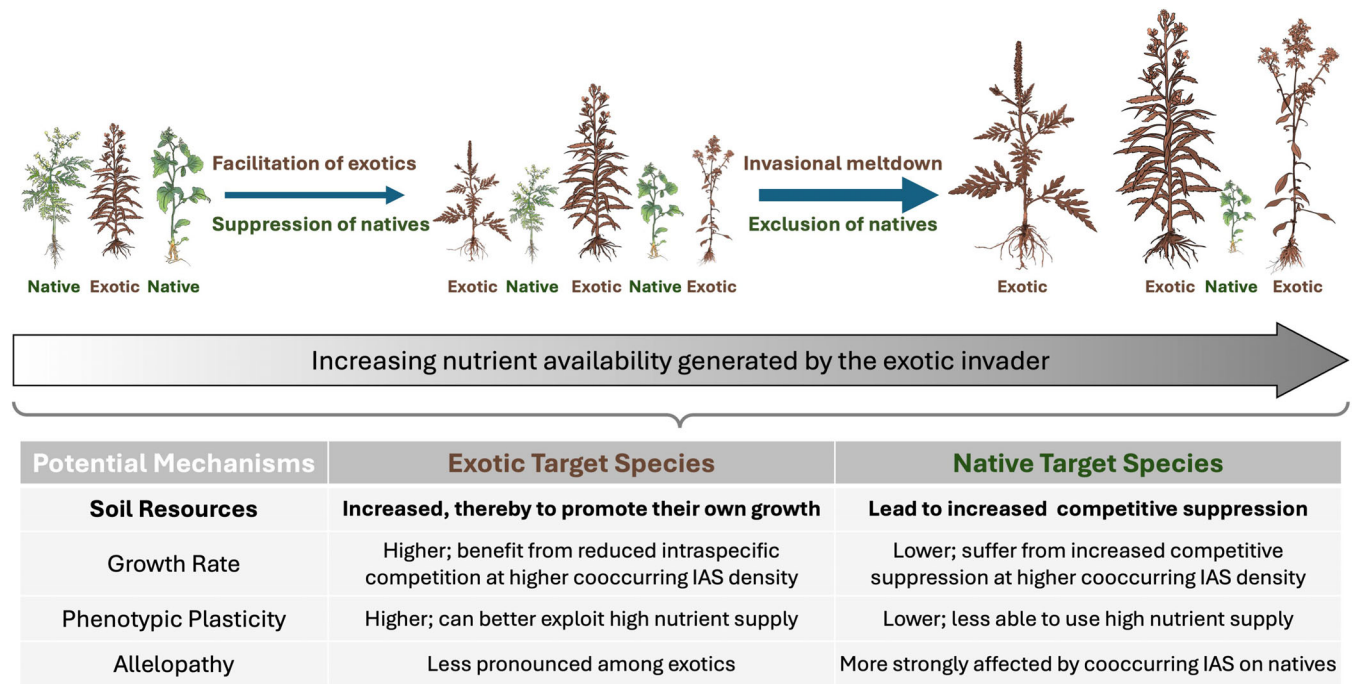 Facilitation of exotics
Suppression of natives
Invasional meltdown
Exclusion of natives
Native Exotic Native
Exotic Native Exotic Native Exotic
Exotic Exotic Native Exotic
Increasing nutrient availability generated by the exotic invader
Potential Mechanisms Exotic Target Species Native Target Species
Soil Resources Increased, thereby to promote their own growth Lead to increased competitive suppression
Growth Rate
Higher; benefit from reduced intraspecific
competition at higher cooccurring IAS density
Lower; suffer from increased competitive
suppression at higher cooccurring IAS density
Phenotypic Plasticity Higher; can better exploit high nutrient supply Lower; less able to use high nutrient supply
Allelopathy Less pronounced among exotics More strongly affected by cooccurring IAS on natives